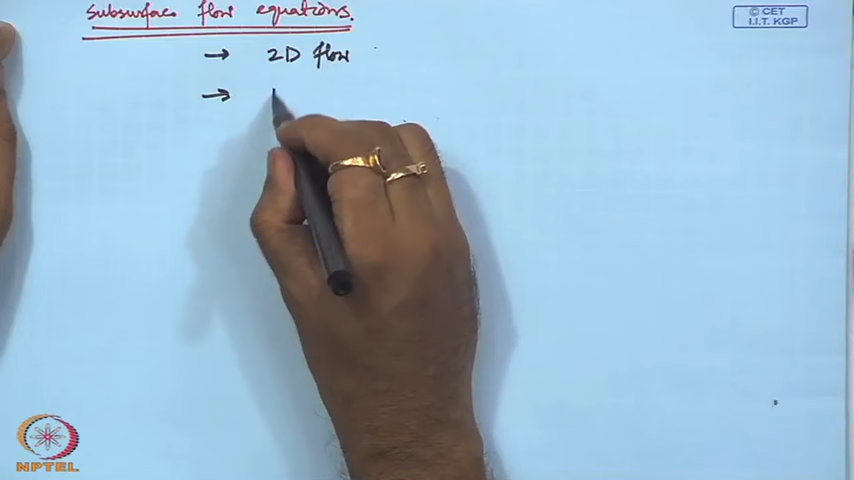 Subsurface flow equations.
→ 2D flow
→
© CET
I.I.T. KGP
NPTEL